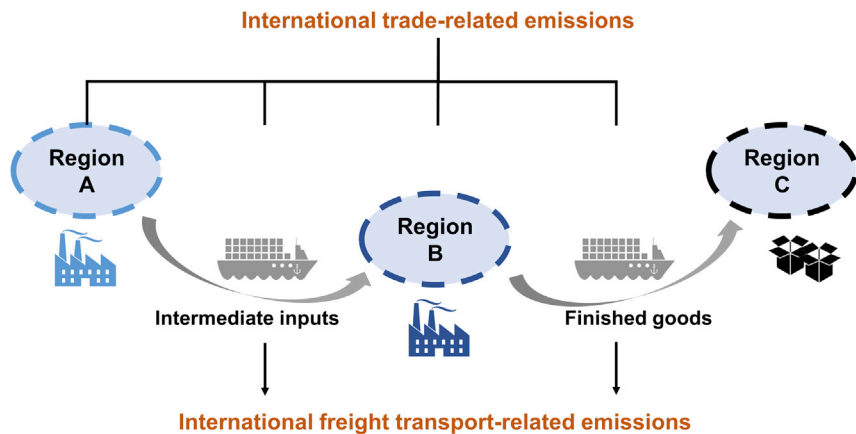 International trade-related emissions
Region
A
Region
B
Region
C
Intermediate inputs
Finished goods
International freight transport-related emissions